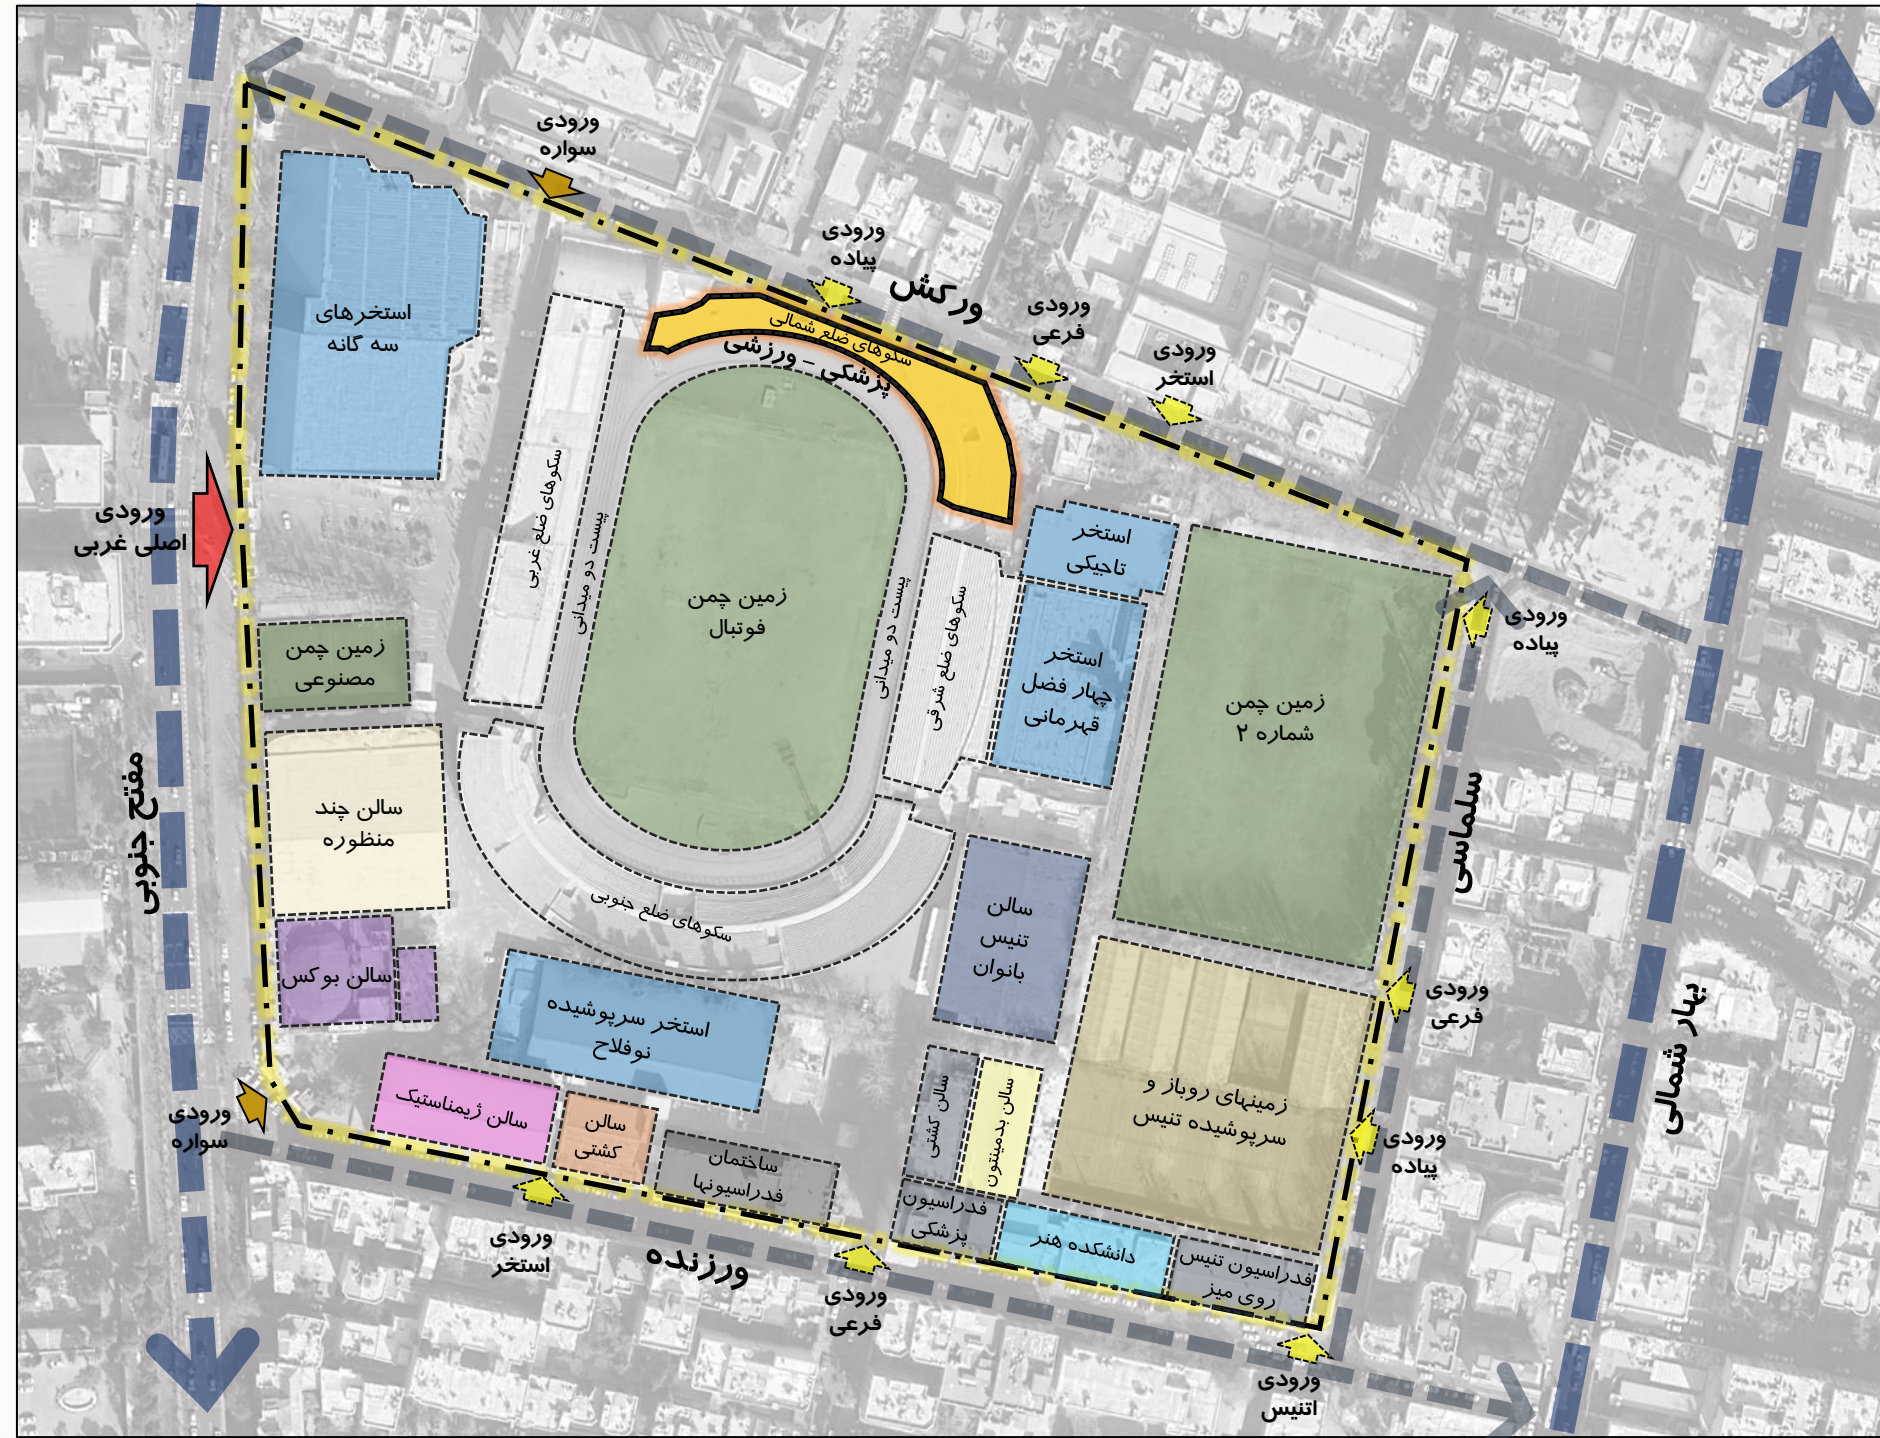 ورودی
سواره
ورودی
پیاده
ورکش
ورودی
فرعی
ورودی
استخر
استخرهای
سه گانه
سکوهای ضلع شمالی
پزشکی - ورزشی
سکوهای ضلع غربی
پیست دو میدانی
ورودی
اصلی غربی
زمین چمن
فوتبال
پیست دو میدانی
سکوهای ضلع شرقی
استخر
تاجیکی
استخر
چهار فضل
قهرمانی
زمین چمن
شماره ۲
ورودی
پیاده
زمین چمن
مصنوعی
مفتح جنوبی
سالن چند
منظوره
سلماسی
سکوهای ضلع جنوبی
سالن
تنیس
بانوان
سالن بوکس
استخر سرپوشیده
نوفلاح
ورودی
فرعی
بهار شمالی
سالن ژیمناستیک
سالن
کشتی
سالن کشتی
سالن بدمینتون
زمینهای روباز و
سرپوشیده تنیس
ورودی
سواره
ورودی
پیاده
ساختمان
فدراسیونها
فدراسیون
پزشکی
دانشکده هنر
فدراسیون تنیس
روی میز
ورودی
استخر
ورزنده
ورودی
فرعی
ورودی
اتنیس